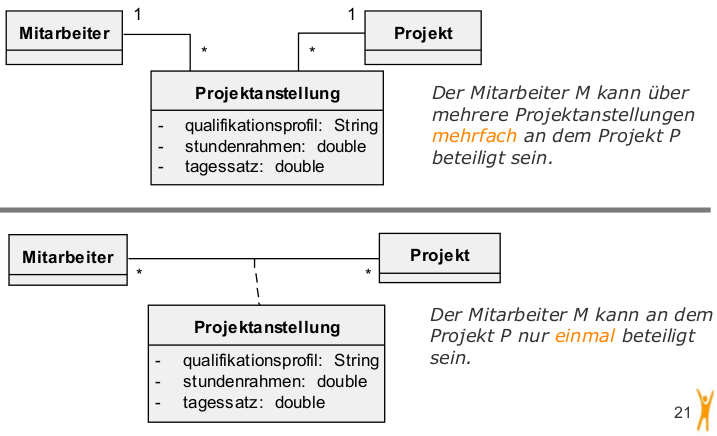 1
1
Mitarbeiter
Projekt
*
*
Projektanstellung
- qualifikationsprofil: String
- stundenrahmen: double
- tagessatz: double
Der Mitarbeiter M kann über
mehrere Projektanstellungen
mehrfach an dem Projekt P
beteiligt sein.
Mitarbeiter
Projekt
*
*
Projektanstellung
- qualifikationsprofil: String
- stundenrahmen: double
- tagessatz: double
Der Mitarbeiter M kann an dem
Projekt P nur einmal beteiligt
sein.
21